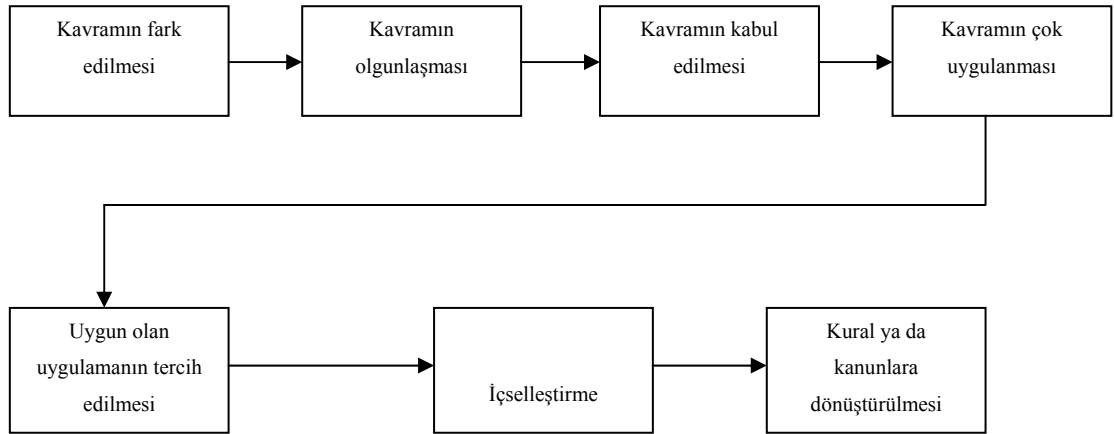 Kavramın fark
edilmesi
Kavramın
olgunlaşması
Kavramın kabul
edilmesi
Kavramın çok
uygulanması
Uygun olan
uygulamanın tercih
edilmesi
İçselleştirme
Kural ya da
kanunlara
dönüştürülmesi